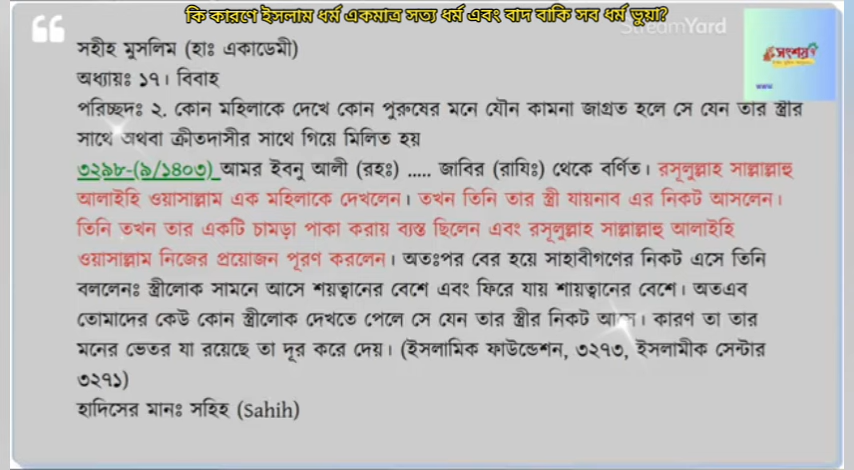 কি কারণে ইসলাম ধর্ম একমাত্র সত্য ধর্ম এবং বাদ বাকি সব ধর্ম ভুয়া?
StreamYard
সংশয়
সহীহ মুসলিম (হাঃ একাডেমী)
অধ্যায়ঃ ১৭। বিবাহ
পরিচ্ছদঃ ২. কোন মহিলাকে দেখে কোন পুরুষের মনে যৌন কামনা জাগ্রত হলে সে যেন তার স্ত্রীর
সাথে অথবা ক্রীতদাসীর সাথে গিয়ে মিলিত হয়
৩২৯৮-(৯/১৪০৩) আমর ইবনু আলী (রহঃ) ..... জাবির (রাযিঃ) থেকে বর্ণিত। রসূলুল্লাহ সাল্লাল্লাহু
আলাইহি ওয়াসাল্লাম এক মহিলাকে দেখলেন। তখন তিনি তার স্ত্রী যায়নাব এর নিকট আসলেন।
তিনি তখন তার একটি চামড়া পাকা করায় ব্যস্ত ছিলেন এবং রসূলুল্লাহ সাল্লাল্লাহু আলাইহি
ওয়াসাল্লাম নিজের প্রয়োজন পূরণ করলেন। অতঃপর বের হয়ে সাহাবীগণের নিকট এসে তিনি
বললেনঃ স্ত্রীলোক সামনে আসে শয়ত্বানের বেশে এবং ফিরে যায় শায়ত্বানের বেশে। অতএব
তোমাদের কেউ কোন স্ত্রীলোক দেখতে পেলে সে যেন তার স্ত্রীর নিকট আসে। কারণ তা তার
মনের ভেতর যা রয়েছে তা দূর করে দেয়। (ইসলামিক ফাউন্ডেশন, ৩২৭৩, ইসলামীক সেন্টার
৩২৭১)
হাদিসের মানঃ সহিহ (Sahih)